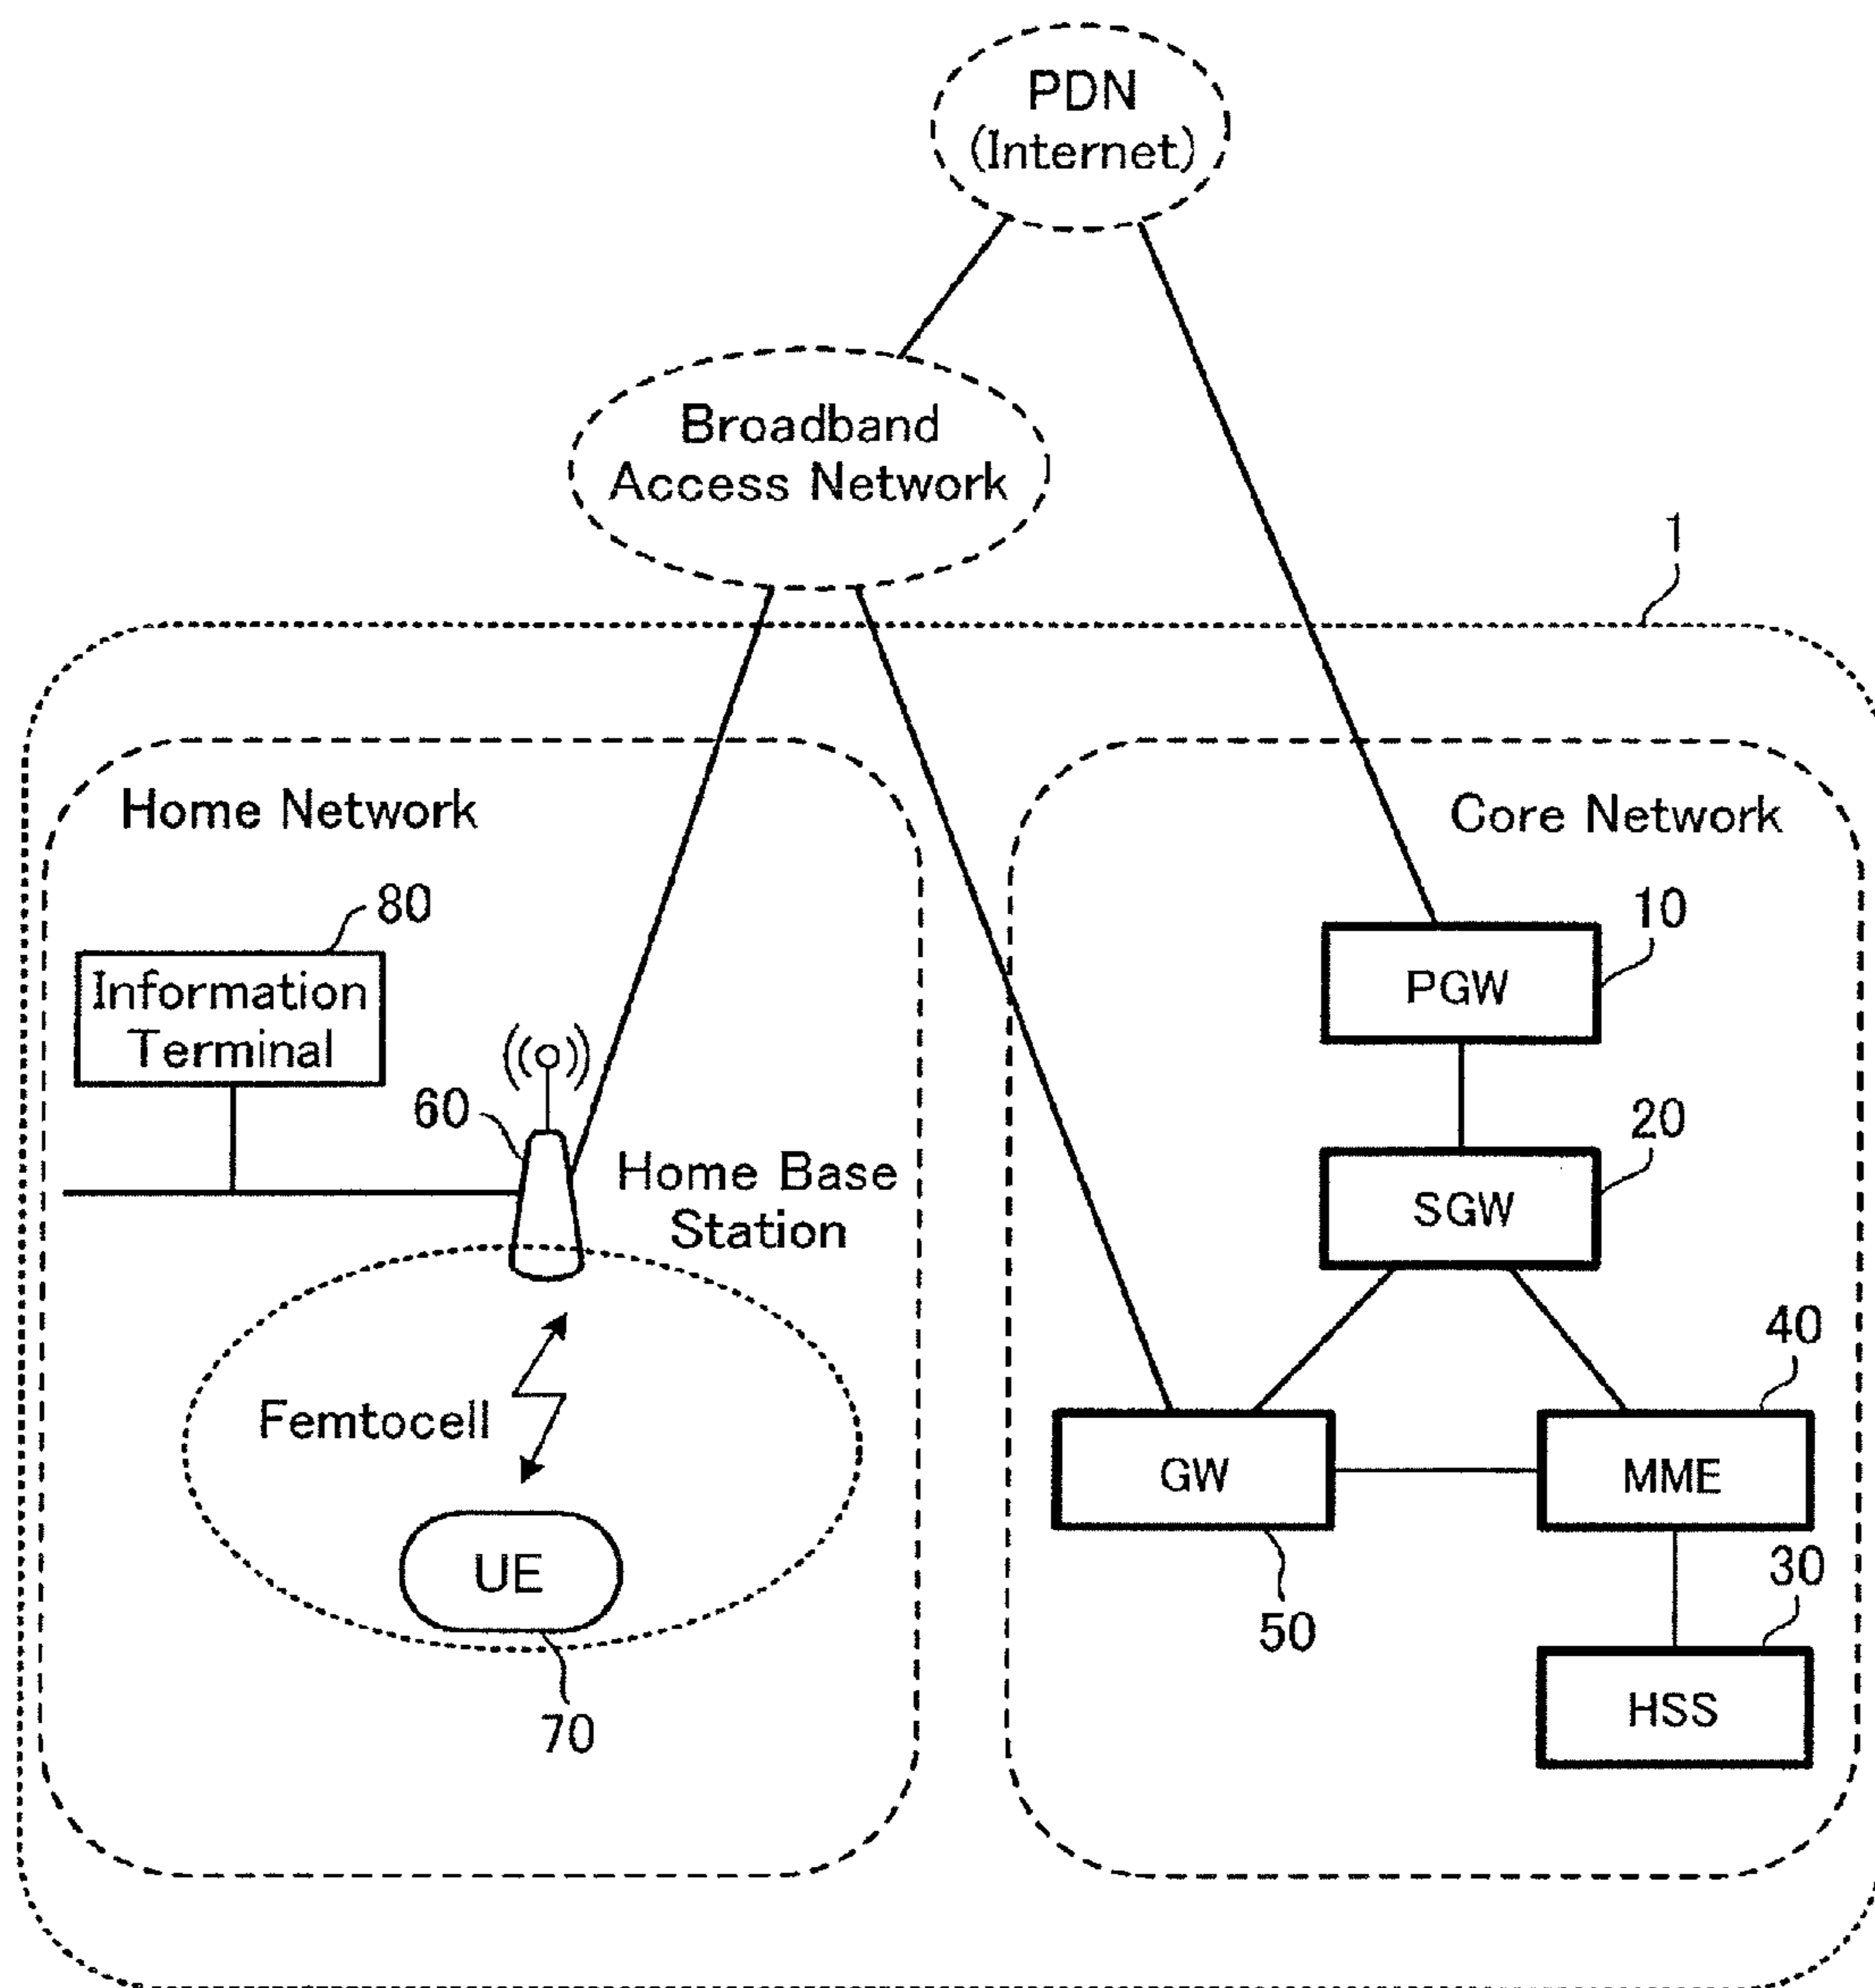 PDN
(Internet)
Broadband
Access Network
1
Home Network
Core Network
80
Information
Terminal
10
PGW
60
Home Base
Station
20
SGW
40
Femtocell
GW
MME
UE
50
30
70
HSS